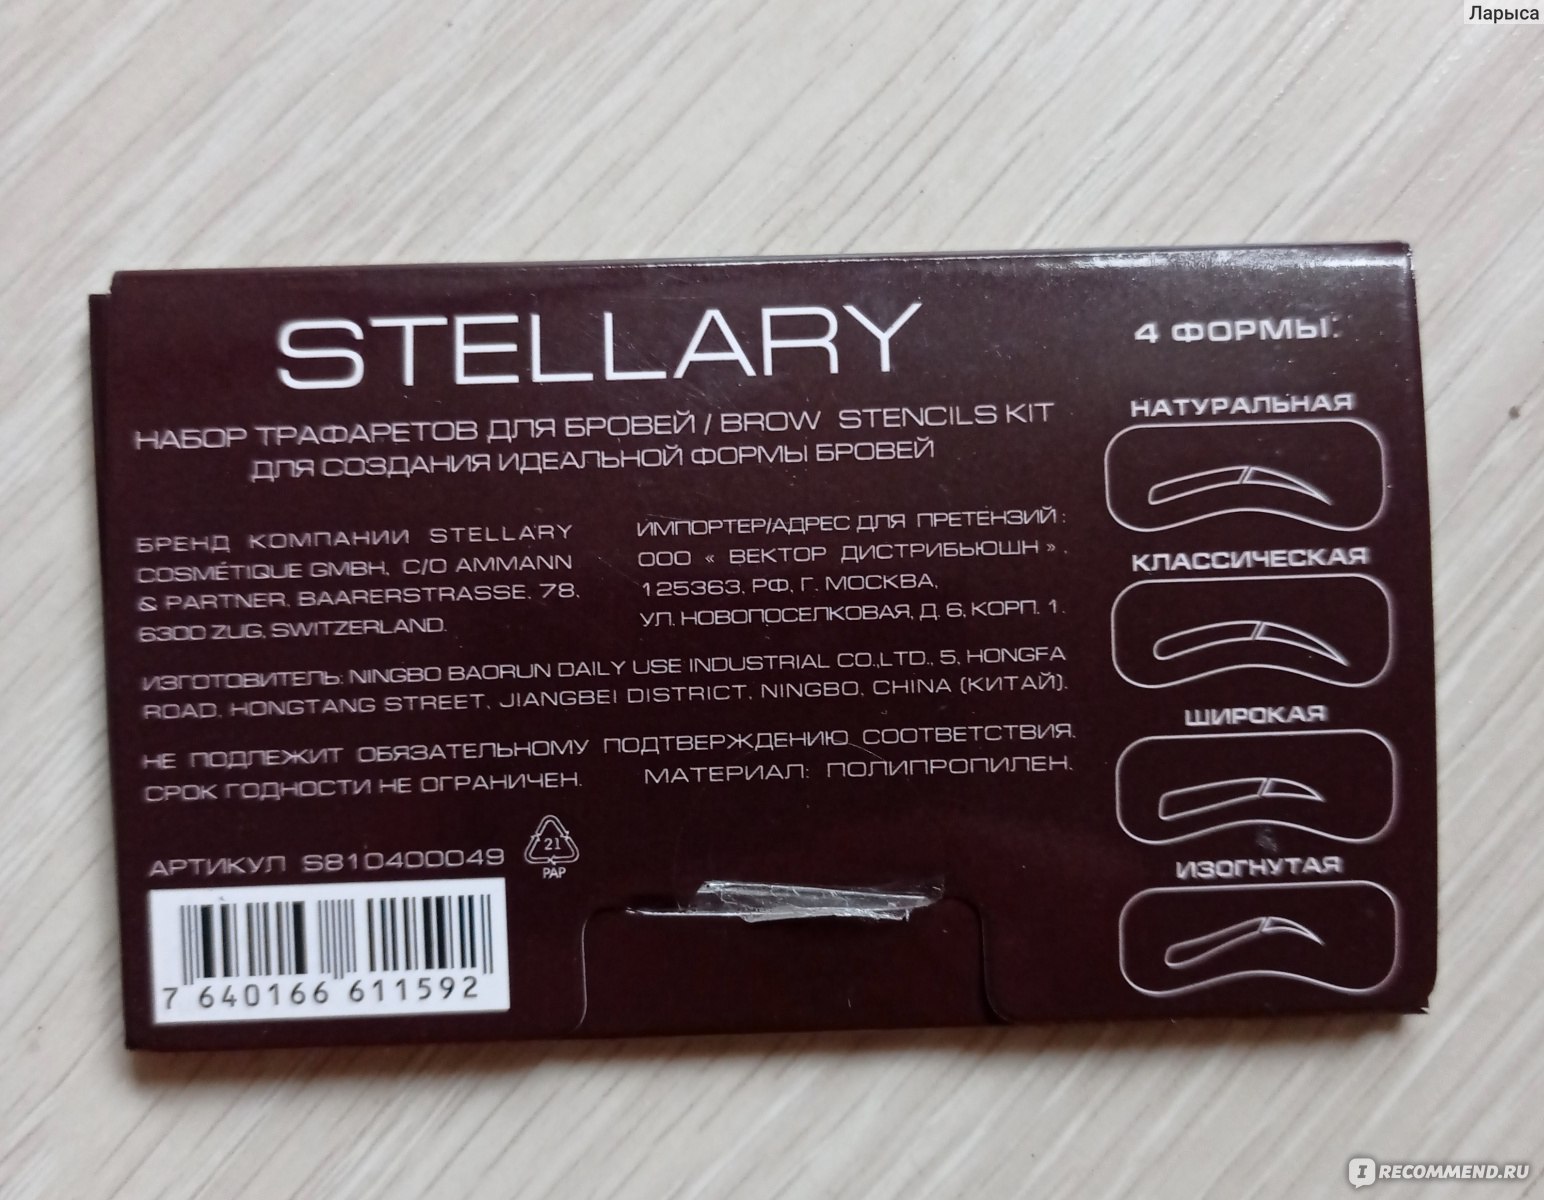 Ларыса
STELLARY
НАБОР ТРАФАРЕТОВ ДЛЯ БРОВЕЙ / BROW STENCILS KIT
ДЛЯ СОЗДАНИЯ ИДЕАЛЬНОЙ ФОРМЫ БРОВЕЙ
БРЕНД КОМПАНИИ STELLARY
COSMÉTIQUE GMBH, C/O AMMANN
& PARTNER, BAARERSTRASSE, 78,
6300 ZUG, SWITZERLAND.
ИМПОРТЕР/АДРЕС ДЛЯ ПРЕТЕНЗИЙ :
ООО « ВЕКТОР ДИСТРИБЬЮШН » ,
125363, РФ, Г. МОСКВА,
УЛ. НОВОПОСЕЛКОВАЯ, Д. 6, КОРП. 1.
ИЗГОТОВИТЕЛЬ: NINGBO BAORUN DAILY USE INDUSTRIAL CO.,LTD., 5, HONGFA
ROAD, HONGTANG STREET, JIANGBEI DISTRICT, NINGBO, CHINA (КИТАЙ).
НЕ ПОДЛЕЖИТ ОБЯЗАТЕЛЬНОМУ ПОДТВЕРЖДЕНИЮ СООТВЕТСТВИЯ.
СРОК ГОДНОСТИ НЕ ОГРАНИЧЕН. МАТЕРИАЛ: ПОЛИПРОПИЛЕН.
АРТИКУЛ S810400049
21
PAP
7 640166 611592
4 ФОРМЫ:
НАТУРАЛЬНАЯ
КЛАССИЧЕСКАЯ
ШИРОКАЯ
ИЗОГНУТАЯ
IRECOMMEND.RU